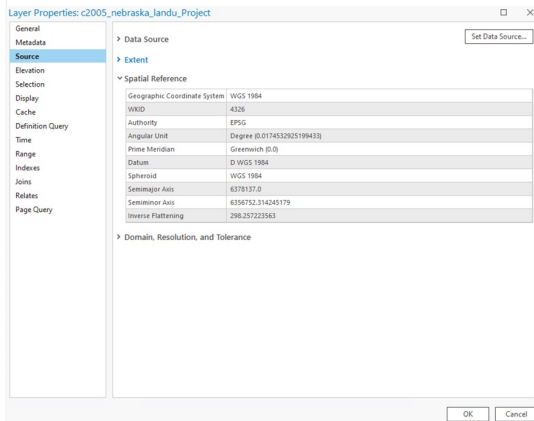 Layer Properties: c2005_nebraska_landu_Project
General
Metadata
Source
Elevation
Selection
Display
Cache
Definition Query
Time
Range
Indexes
Joins
Relates
Page Query
Data Source
Set Data Source...
Extent
Spatial Reference
Geographic Coordinate System WGS 1984
WKID 4326
Authority EPSG
Angular Unit Degree (0.0174532925199433)
Prime Meridian Greenwich (0.0)
Datum D WGS 1984
Spheroid WGS 1984
Semimajor Axis 6378137.0
Semiminor Axis 6356752.314245179
Inverse Flattening 298.257223563
Domain, Resolution, and Tolerance
OK Cancel